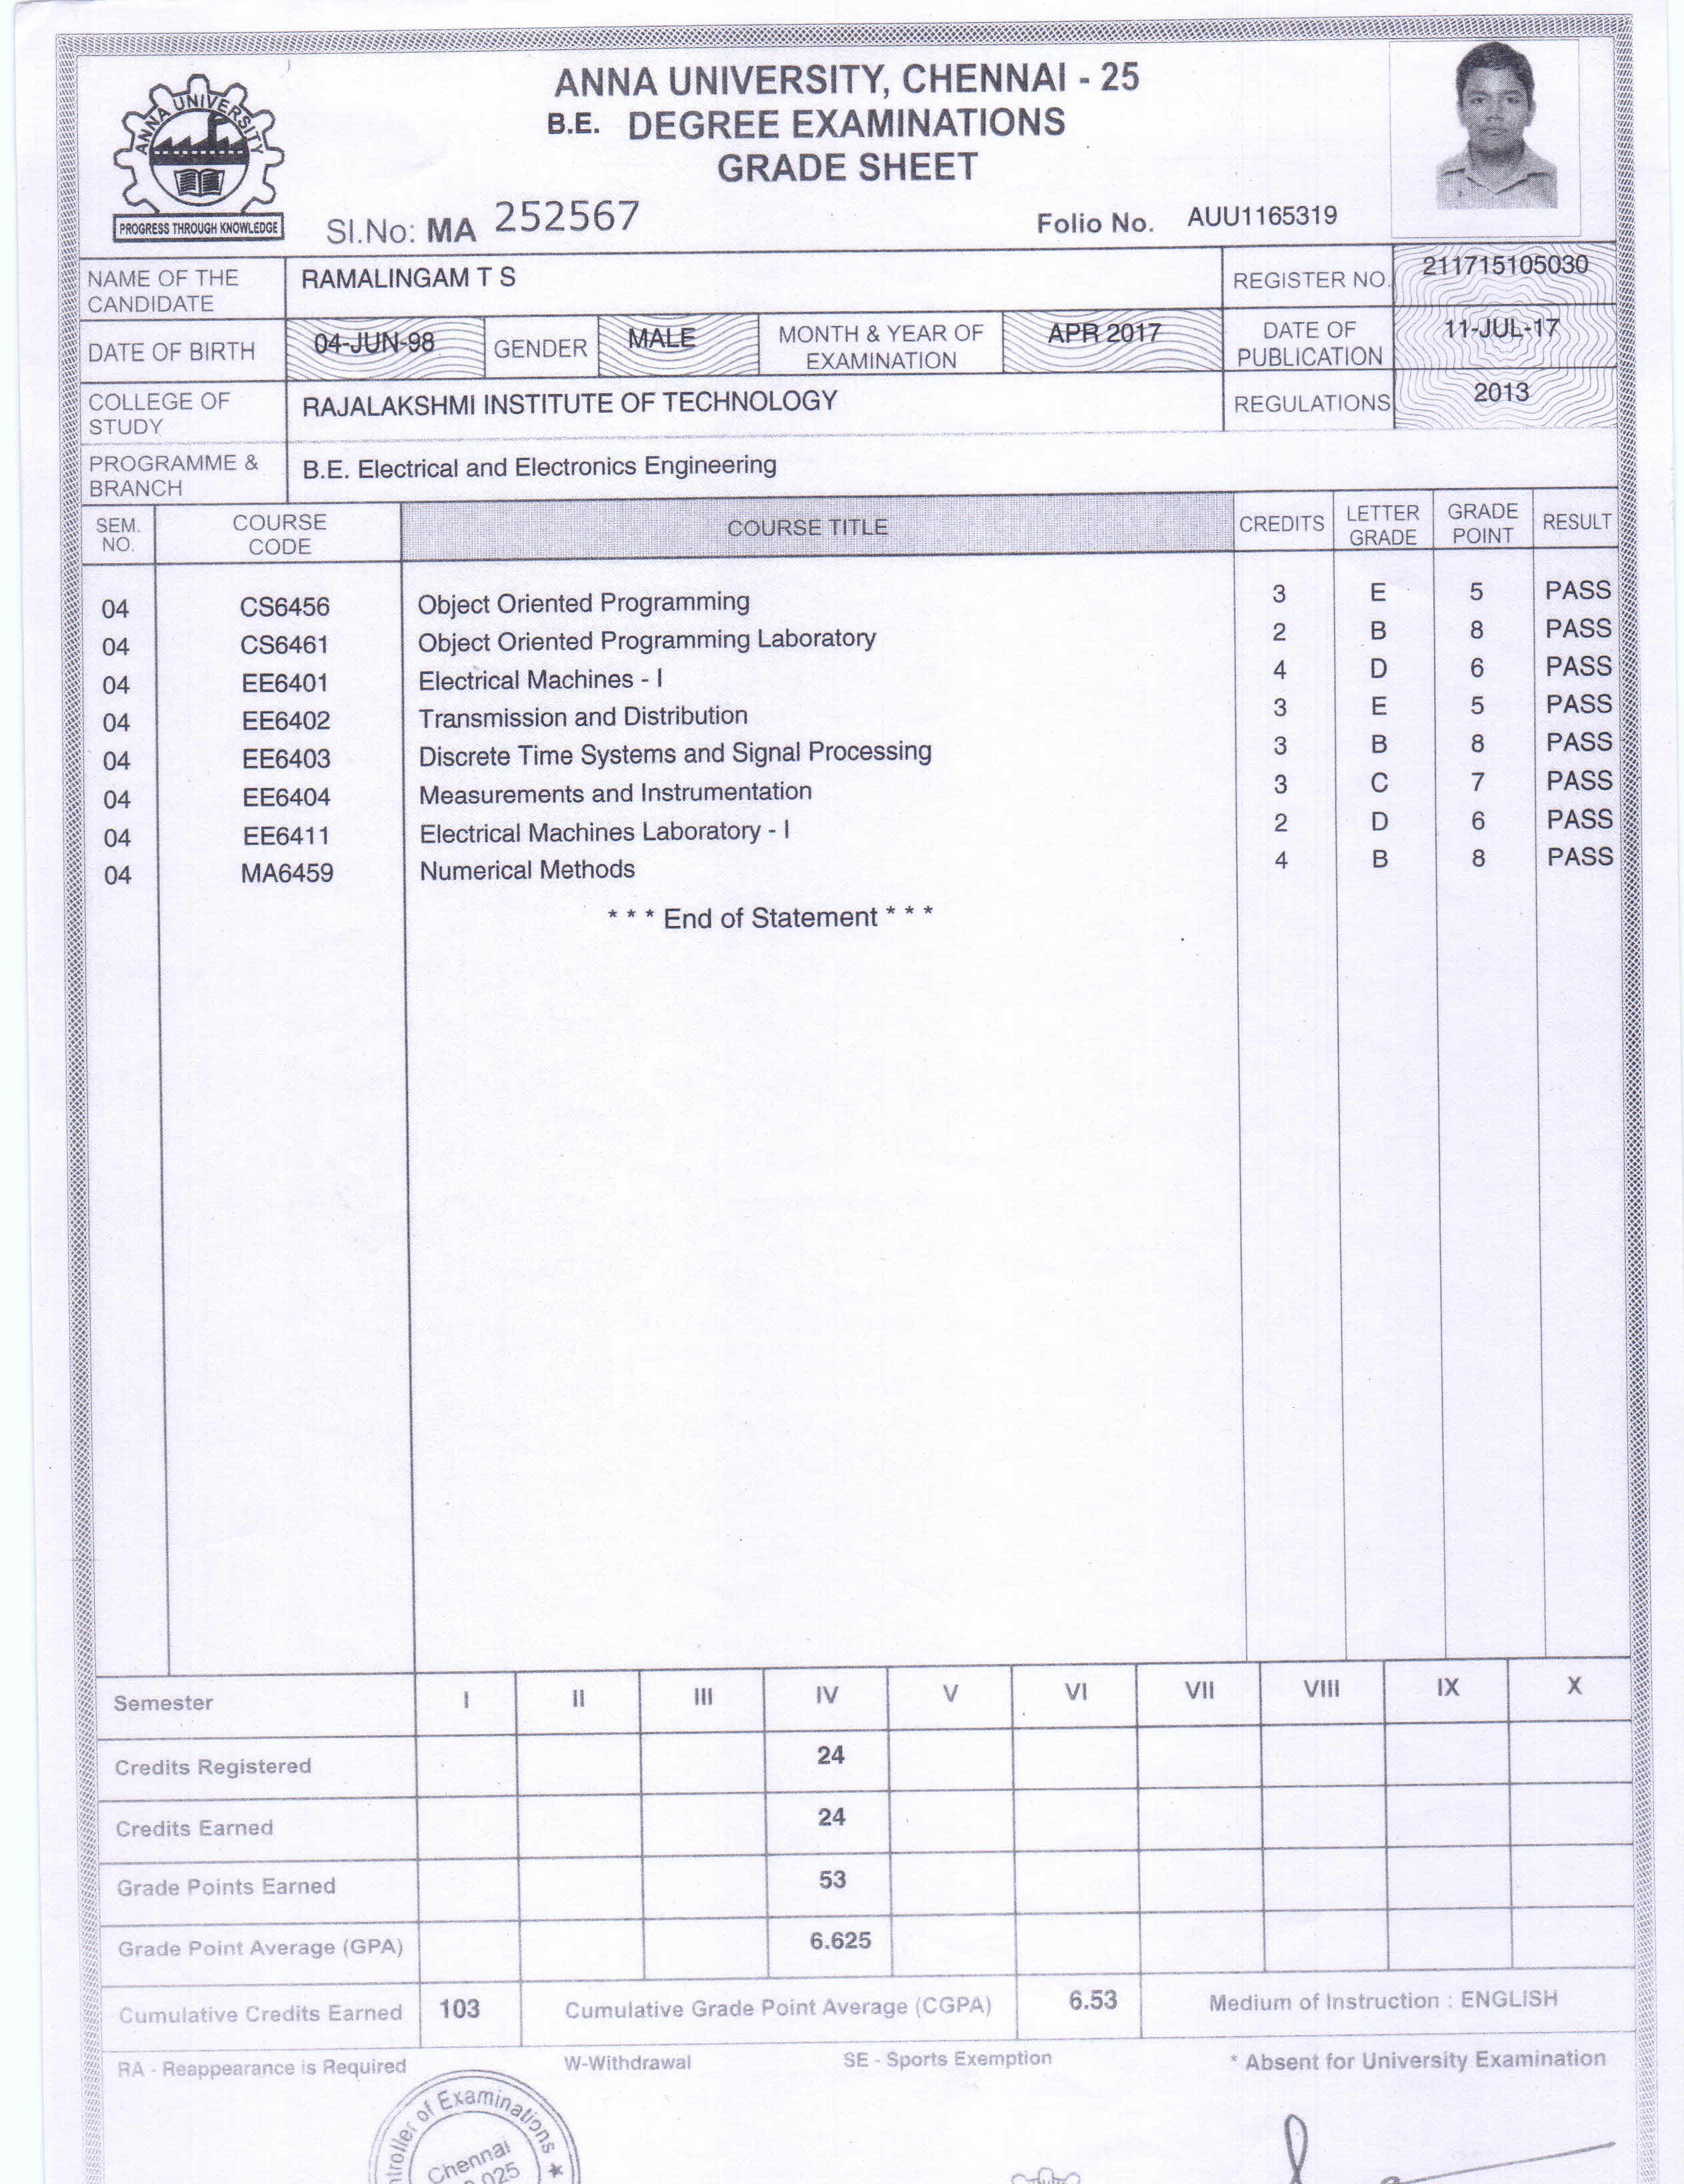 ANNA UNIVERSITY
PROGRESS THROUGH KNOWLEDGE
ANNA UNIVERSITY, CHENNAI - 25
B.E. DEGREE EXAMINATIONS
GRADE SHEET
Sl.No: MA 252567
Folio No. AUU1165319
NAME OF THE CANDIDATE RAMALINGAM T S REGISTER NO. 211715105030
DATE OF BIRTH 04-JUN-98 GENDER MALE MONTH & YEAR OF EXAMINATION APR 2017 DATE OF PUBLICATION 11-JUL-17
COLLEGE OF STUDY RAJALAKSHMI INSTITUTE OF TECHNOLOGY REGULATIONS 2013
PROGRAMME & BRANCH B.E. Electrical and Electronics Engineering
SEM. NO. COURSE CODE COURSE TITLE CREDITS LETTER GRADE GRADE POINT RESULT
04 CS6456 Object Oriented Programming 3 E 5 PASS
04 CS6461 Object Oriented Programming Laboratory 2 B 8 PASS
04 EE6401 Electrical Machines - I 4 D 6 PASS
04 EE6402 Transmission and Distribution 3 E 5 PASS
04 EE6403 Discrete Time Systems and Signal Processing 3 B 8 PASS
04 EE6404 Measurements and Instrumentation 3 C 7 PASS
04 EE6411 Electrical Machines Laboratory - I 2 D 6 PASS
04 MA6459 Numerical Methods 4 B 8 PASS
* * * End of Statement * * *
Semester I II III IV V VI VII VIII IX X
Credits Registered 24
Credits Earned 24
Grade Points Earned 53
Grade Point Average (GPA) 6.625
Cumulative Credits Earned 103 Cumulative Grade Point Average (CGPA) 6.53 Medium of Instruction : ENGLISH
RA - Reappearance is Required W-Withdrawal SE - Sports Exemption * Absent for University Examination
of Examinations
Chennai
025